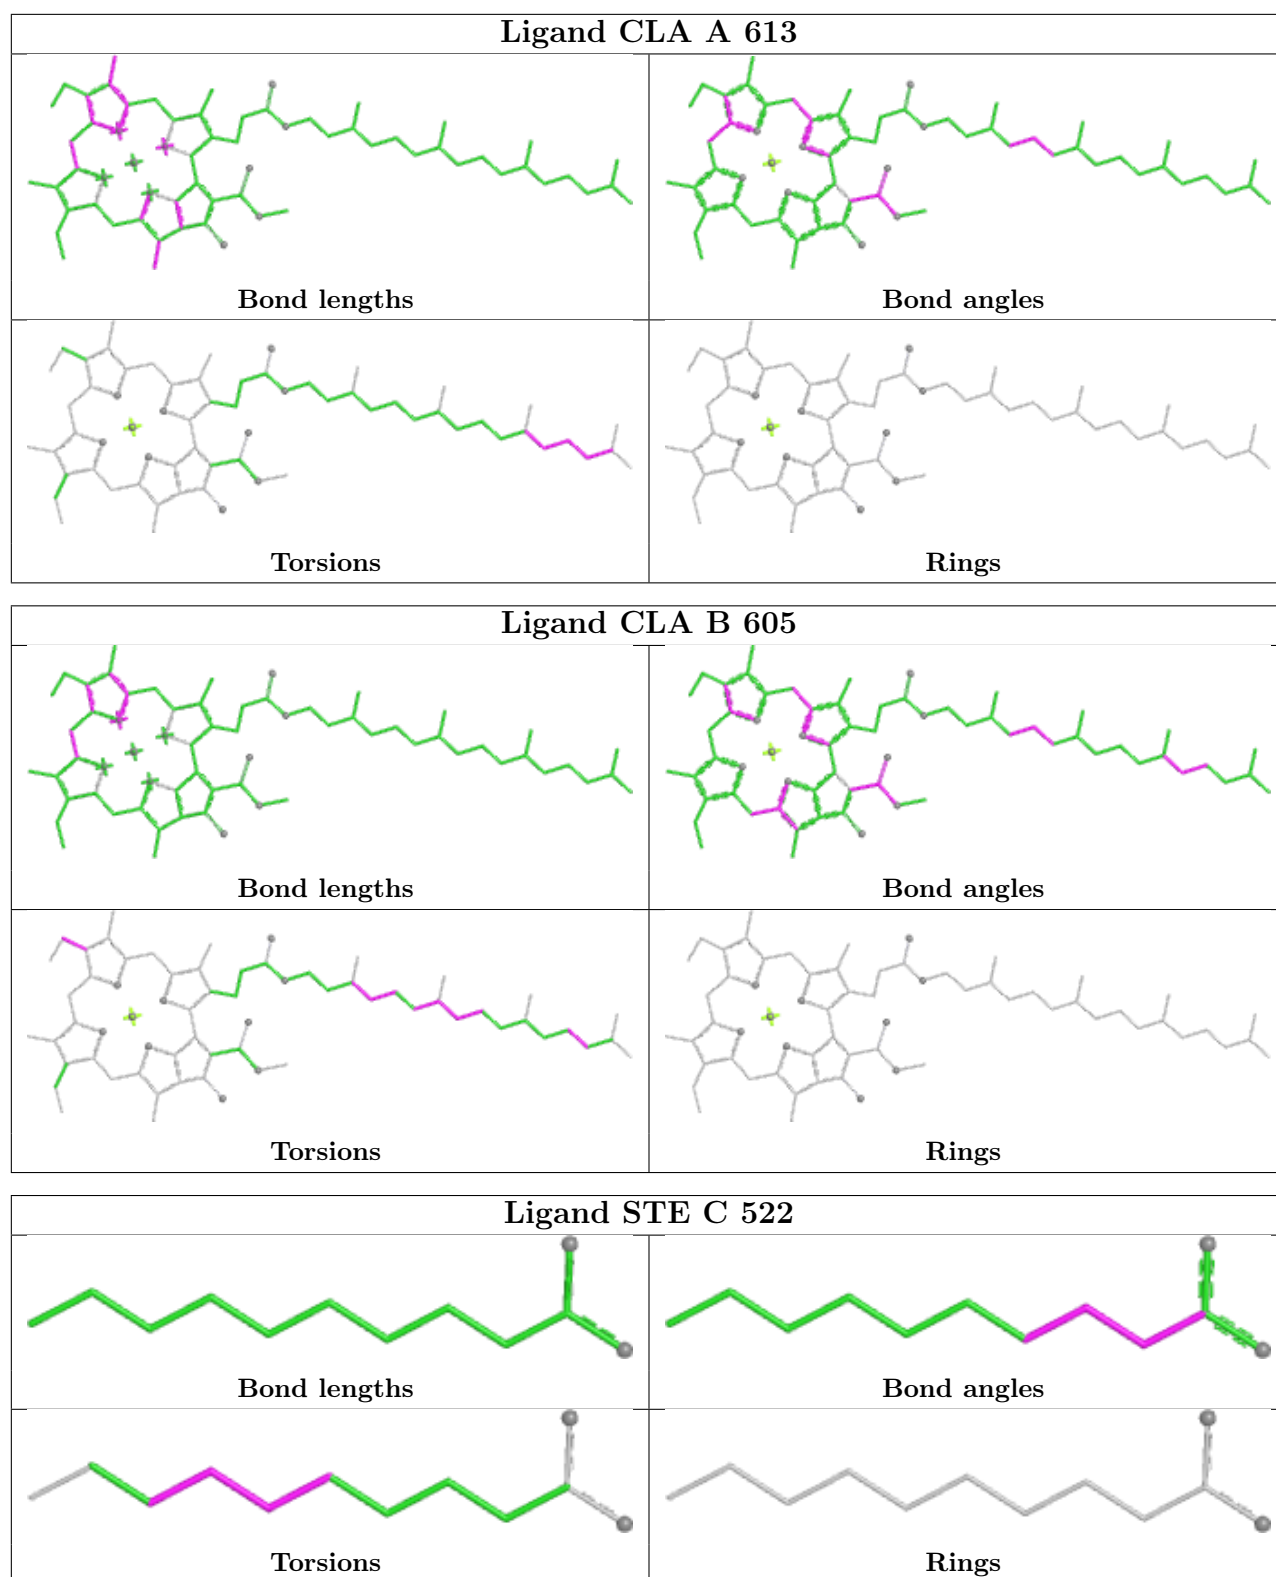 Ligand CLA A 613
Bond lengths
Bond angles
Torsions
Rings
Ligand CLA B 605
Bond lengths
Bond angles
Torsions
Rings
Ligand STE C 522
Bond lengths
Bond angles
Torsions
Rings